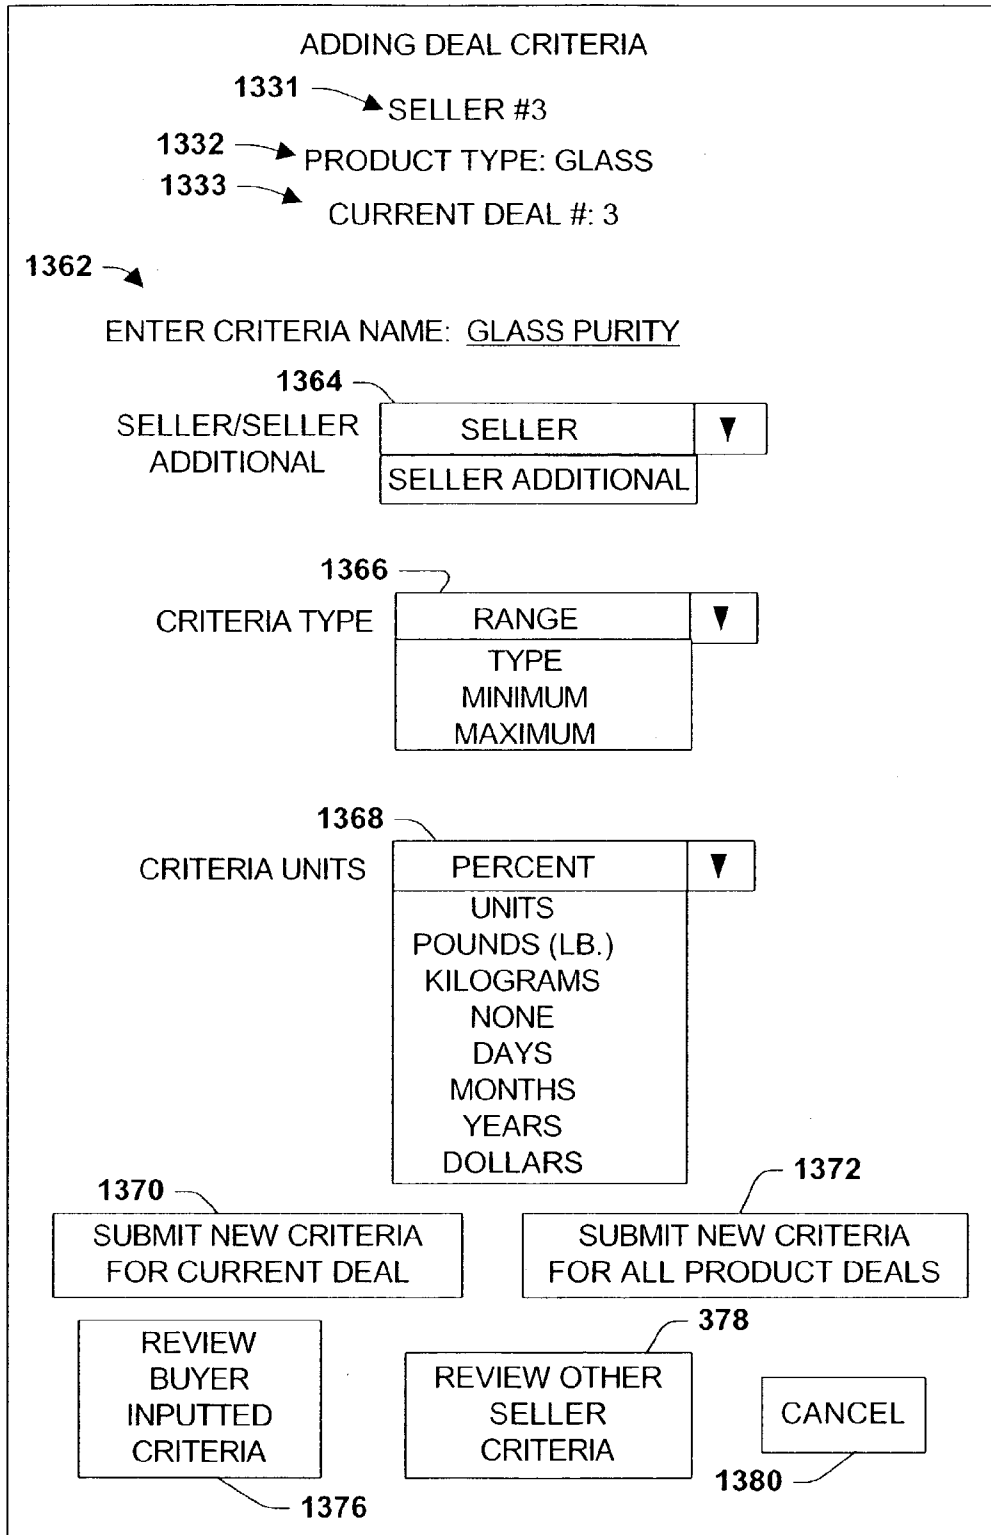 ADDING DEAL CRITERIA
1331
SELLER #3
1332
PRODUCT TYPE: GLASS
1333
CURRENT DEAL #: 3
1362
ENTER CRITERIA NAME: GLASS PURITY
1364
SELLER/SELLER
ADDITIONAL
SELLER
SELLER ADDITIONAL
1366
CRITERIA TYPE
RANGE
TYPE
MINIMUM
MAXIMUM
1368
CRITERIA UNITS
PERCENT
UNITS
POUNDS (LB.)
KILOGRAMS
NONE
DAYS
MONTHS
YEARS
DOLLARS
1370
SUBMIT NEW CRITERIA
FOR CURRENT DEAL
1372
SUBMIT NEW CRITERIA
FOR ALL PRODUCT DEALS
REVIEW
BUYER
INPUTTED
CRITERIA
1376
378
REVIEW OTHER
SELLER
CRITERIA
CANCEL
1380